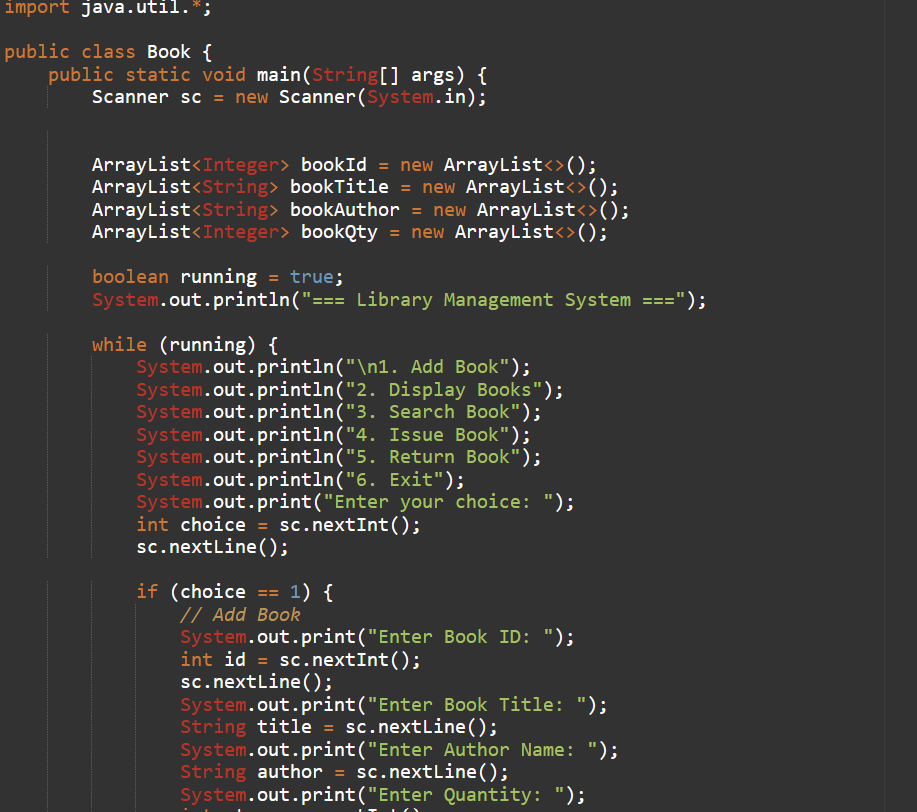 import java.util.*;
public class Book {
public static void main(String[] args) {
Scanner sc = new Scanner(System.in);
ArrayList<Integer> bookId = new ArrayList<>();
ArrayList<String> bookTitle = new ArrayList<>();
ArrayList<String> bookAuthor = new ArrayList<>();
ArrayList<Integer> bookQty = new ArrayList<>();
boolean running = true;
System.out.println("=== Library Management System ===");
while (running) {
System.out.println("\n1. Add Book");
System.out.println("2. Display Books");
System.out.println("3. Search Book");
System.out.println("4. Issue Book");
System.out.println("5. Return Book");
System.out.println("6. Exit");
System.out.print("Enter your choice: ");
int choice = sc.nextInt();
sc.nextLine();
if (choice == 1) {
// Add Book
System.out.print("Enter Book ID: ");
int id = sc.nextInt();
sc.nextLine();
System.out.print("Enter Book Title: ");
String title = sc.nextLine();
System.out.print("Enter Author Name: ");
String author = sc.nextLine();
System.out.print("Enter Quantity: ");